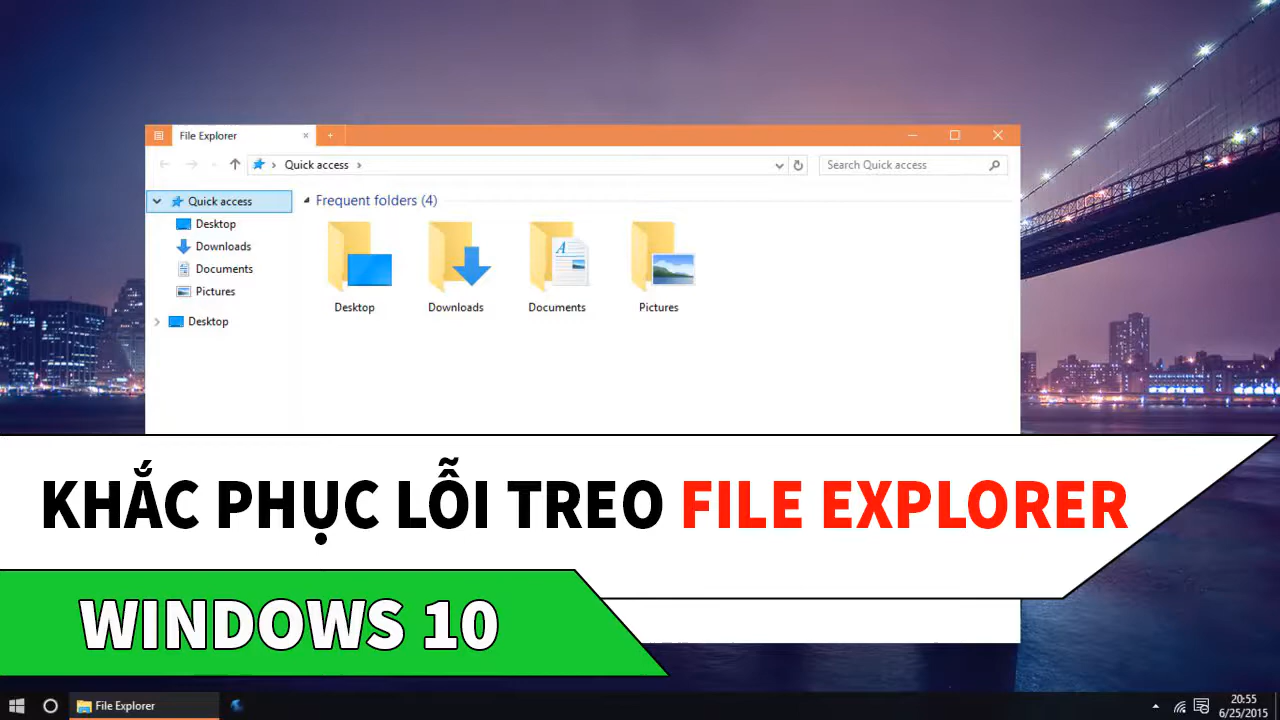 File Explorer
Quick access
Search Quick access
Quick access
Desktop
Downloads
Documents
Pictures
Desktop
Frequent folders (4)
Desktop
Downloads
Documents
Pictures
KHẮC PHỤC LỖI TREO FILE EXPLORER
WINDOWS 10
File Explorer
20:55
6/25/2015